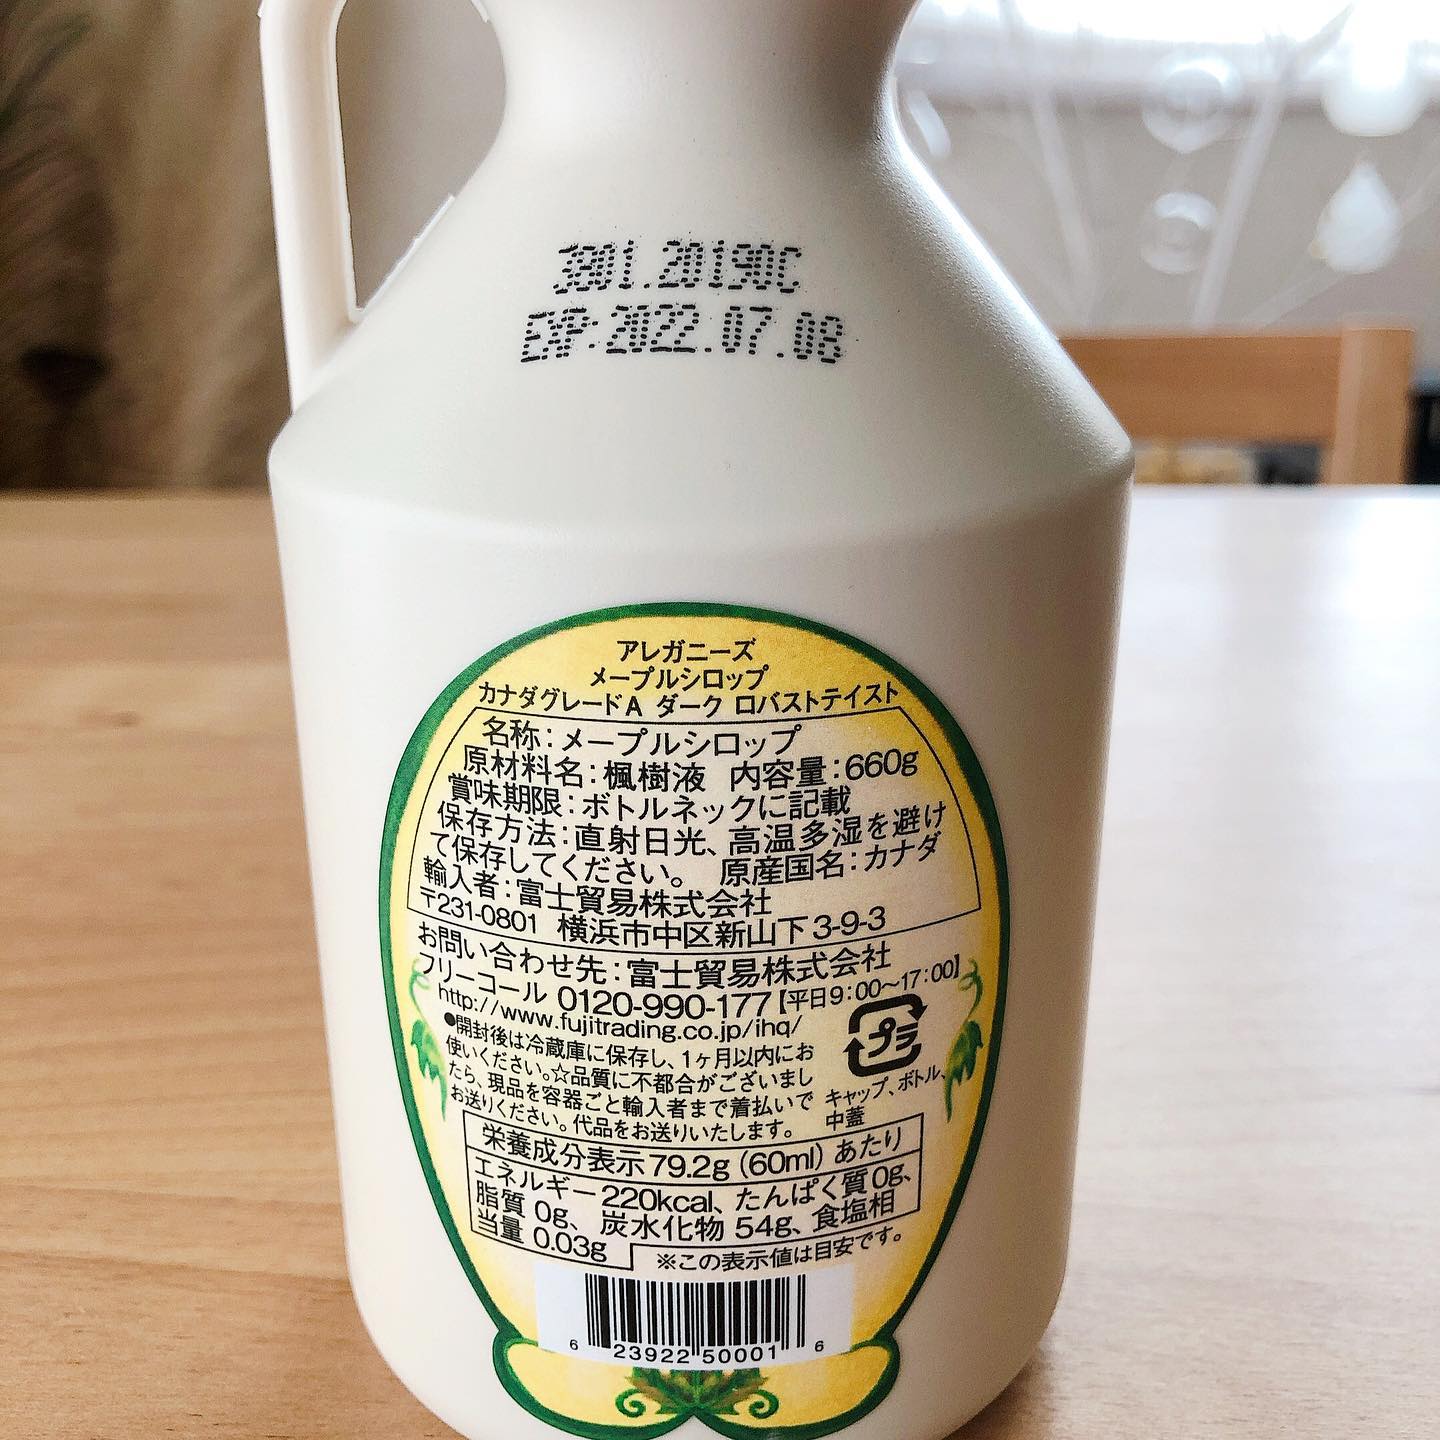 3801.20190C
EXP:2022.07.08
アレガニーズ
メープルシロップ
カナダグレードA ダーク ロバストテイスト
名称：メープルシロップ
原材料名：楓樹液 内容量：660g
賞味期限：ボトルネックに記載
保存方法：直射日光、高温多湿を避け
て保存してください。 原産国名：カナダ
輸入者：富士貿易株式会社
〒231-0801 横浜市中区新山下3-9-3
お問い合わせ先：富士貿易株式会社
フリーコール 0120-990-177【平日9：00～17：00】
http://www.fujitrading.co.jp/ihq/
●開封後は冷蔵庫に保存し、1ヶ月以内にお
使いください。☆品質に不都合がございまし
たら、現品を容器ごと輸入者まで着払いで
お送りください。代品をお送りいたします。
プラ
キャップ、ボトル、
中蓋
栄養成分表示79.2g（60ml）あたり
エネルギー220kcal、たんぱく質0g、
脂質 0g、炭水化物 54g、食塩相
当量 0.03g
※この表示値は目安です。
6 23922 50001 6